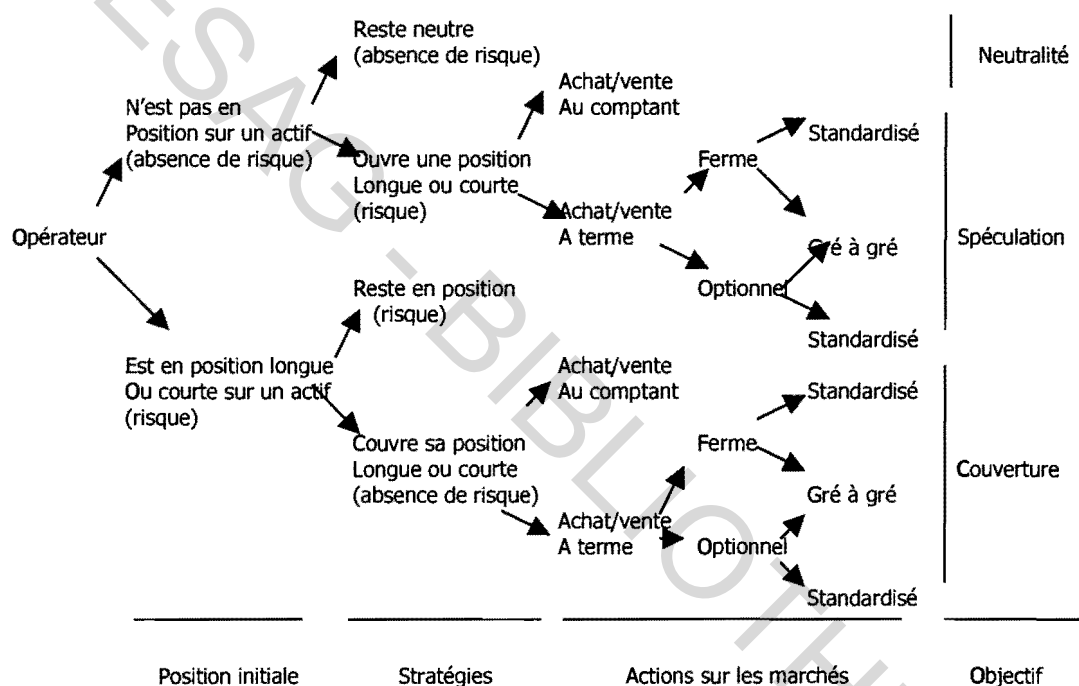 Reste neutre
(absence de risque)
Neutralité
Achat/vente
Au comptant
N'est pas en
Position sur un actif
(absence de risque)
Standardisé
Ouvre une position
Longue ou courte
(risque)
Ferme
Achat/vente
A terme
Opérateur
Gré à gré
Spéculation
Optionnel
Reste en position
(risque)
Standardisé
Est en position longue
Ou courte sur un actif
(risque)
Achat/vente
Au comptant
Standardisé
Couvre sa position
Longue ou courte
(absence de risque)
Ferme
Couverture
Gré à gré
Achat/vente
A terme
Optionnel
Standardisé
Position initiale
Stratégies
Actions sur les marchés
Objectif
ESAG - BIBLIOTH